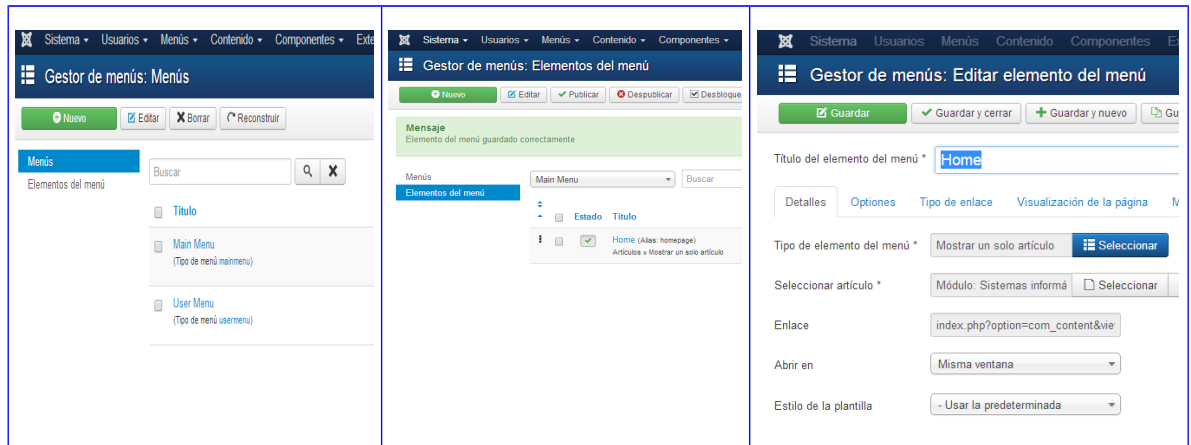 Sistema Usuarios Menús Contenido Componentes Exte
Gestor de menús: Menús
Nuevo Editar Borrar Reconstruir
Menús
Elementos del menú
Buscar
Título
Main Menu
(Tipo de menú mainmenu)
User Menu
(Tipo de menú usermenu)
Sistema Usuarios Menús Contenido Componentes
Gestor de menús: Elementos del menú
Nuevo Editar Publicar Despublicar Desbloque
Mensaje
Elemento del menú guardado correctamente
Menús
Elementos del menú
Main Menu Buscar
Estado Título
Home (Alias: homepage)
Artículos » Mostrar un solo artículo
Sistema Usuarios Menús Contenido Componentes E
Gestor de menús: Editar elemento del menú
Guardar Guardar y cerrar Guardar y nuevo Gu
Título del elemento del menú * Home
Detalles Optiones Tipo de enlace Visualización de la página M
Tipo de elemento del menú * Mostrar un solo artículo Seleccionar
Seleccionar artículo * Módulo: Sistemas informá Seleccionar
Enlace index.php?option=com_content&vie
Abrir en Misma ventana
Estilo de la plantilla - Usar la predeterminada